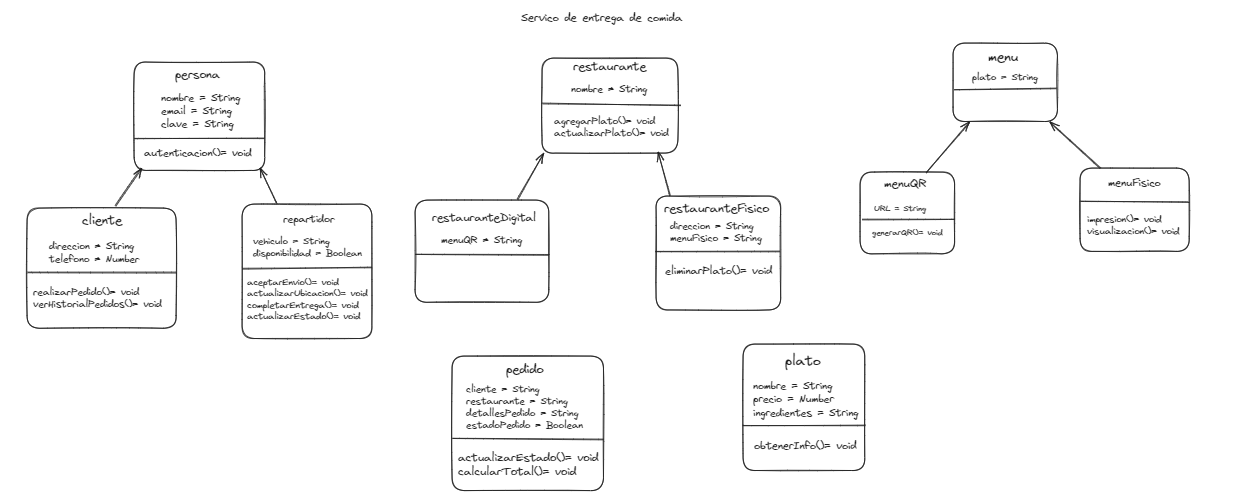 Servico de entrega de comida
persona
nombre = String
email = String
clave = String
autenticacion()= void
cliente
direccion = String
telefono = Number
realizarPedido()= void
verHistorialPedidos()= void
repartidor
vehiculo = String
disponibilidad = Boolean
aceptarEnvio()= void
actualizarUbicacion()= void
completarEntrega()= void
actualizarEstado()= void
restaurante
nombre = String
agregarPlato()= void
actualizarPlato()= void
restauranteDigital
menuQR = String
restauranteFisico
direccion = String
menuFisico = String
eliminarPlato()= void
menu
plato = String
menuQR
URL = String
generarQR()= void
menuFisico
impresion()= void
visualizacion()= void
pedido
cliente = String
restaurante = String
detallesPedido = String
estadoPedido = Boolean
actualizarEstado()= void
calcularTotal()= void
plato
nombre = String
precio = Number
ingredientes = String
obtenerInfo()= void